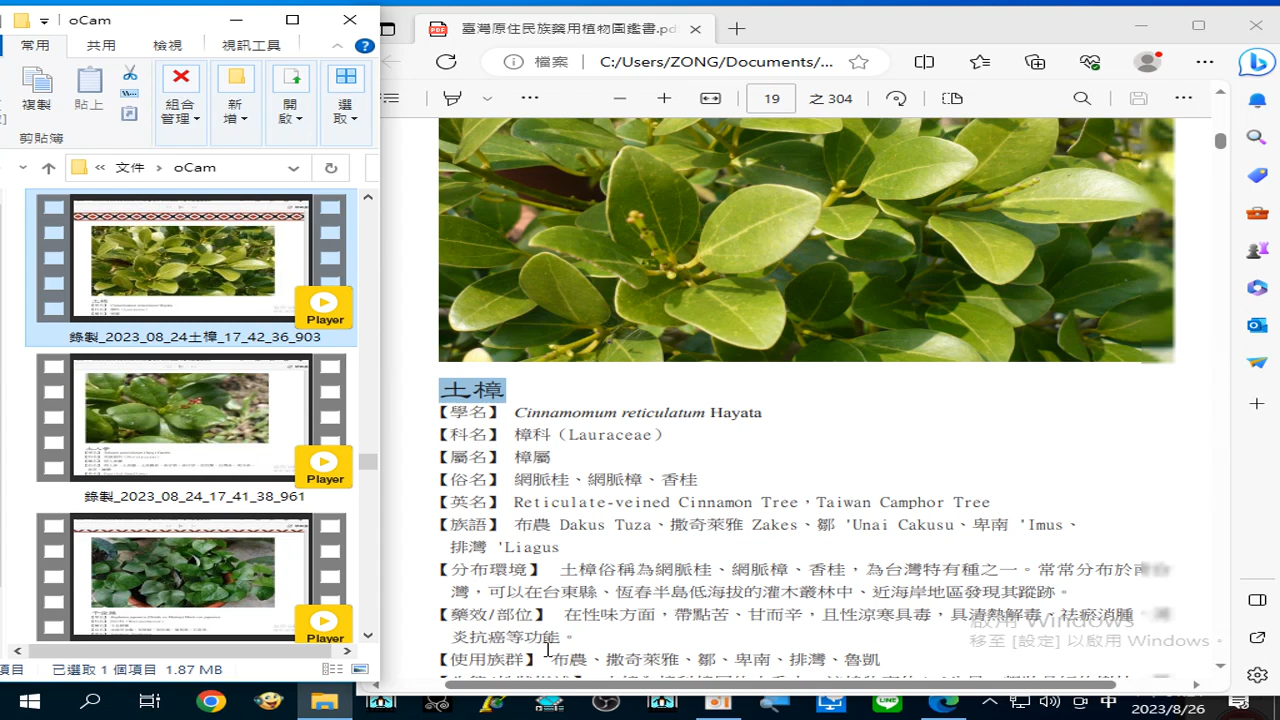 oCam
常用 共用 檢視 視訊工具
複製 貼上 組合管理 新增 開啟 選取
剪貼簿
« 文件 > oCam
Player
錄製_2023_08_24土樟_17_42_36_903
Player
錄製_2023_08_24_17_41_38_961
Player
項目 已選取 1 個項目 1.87 MB
臺灣原住民族藥用植物圖鑑書.pdf
檔案 C:/Users/ZONG/Documents/...
19 之 304
土樟
【學名】 Cinnamomum reticulatum Hayata
【科名】 樟科（Lauraceae）
【屬名】 樟屬
【俗名】 網脈桂、網脈樟、香桂
【英名】 Reticulate-veined Cinnamon Tree，Taiwan Camphor Tree
【族語】 布農 Dakus Tuza、撒奇萊雅 Zakes、鄒 'Unai Cakusu、卑南 'Imus、
排灣 'Liagus
【分布環境】 土樟俗稱為網脈桂、網脈樟、香桂，為台灣特有種之一。常常分布於
灣，可以在台東縣、恆春半島低海拔的灌木叢林中、近海岸地區發現其蹤跡。
【藥效/部位】 在性味方面，帶點苦、甘而辛、性甘涼
炎抗癌等功能。
啟用 Windows
移至 [設定] 以啟用 Windows。
【使用族群】 布農、撒奇萊雅、鄒、卑南、排灣、魯凱
中
2023/8/26